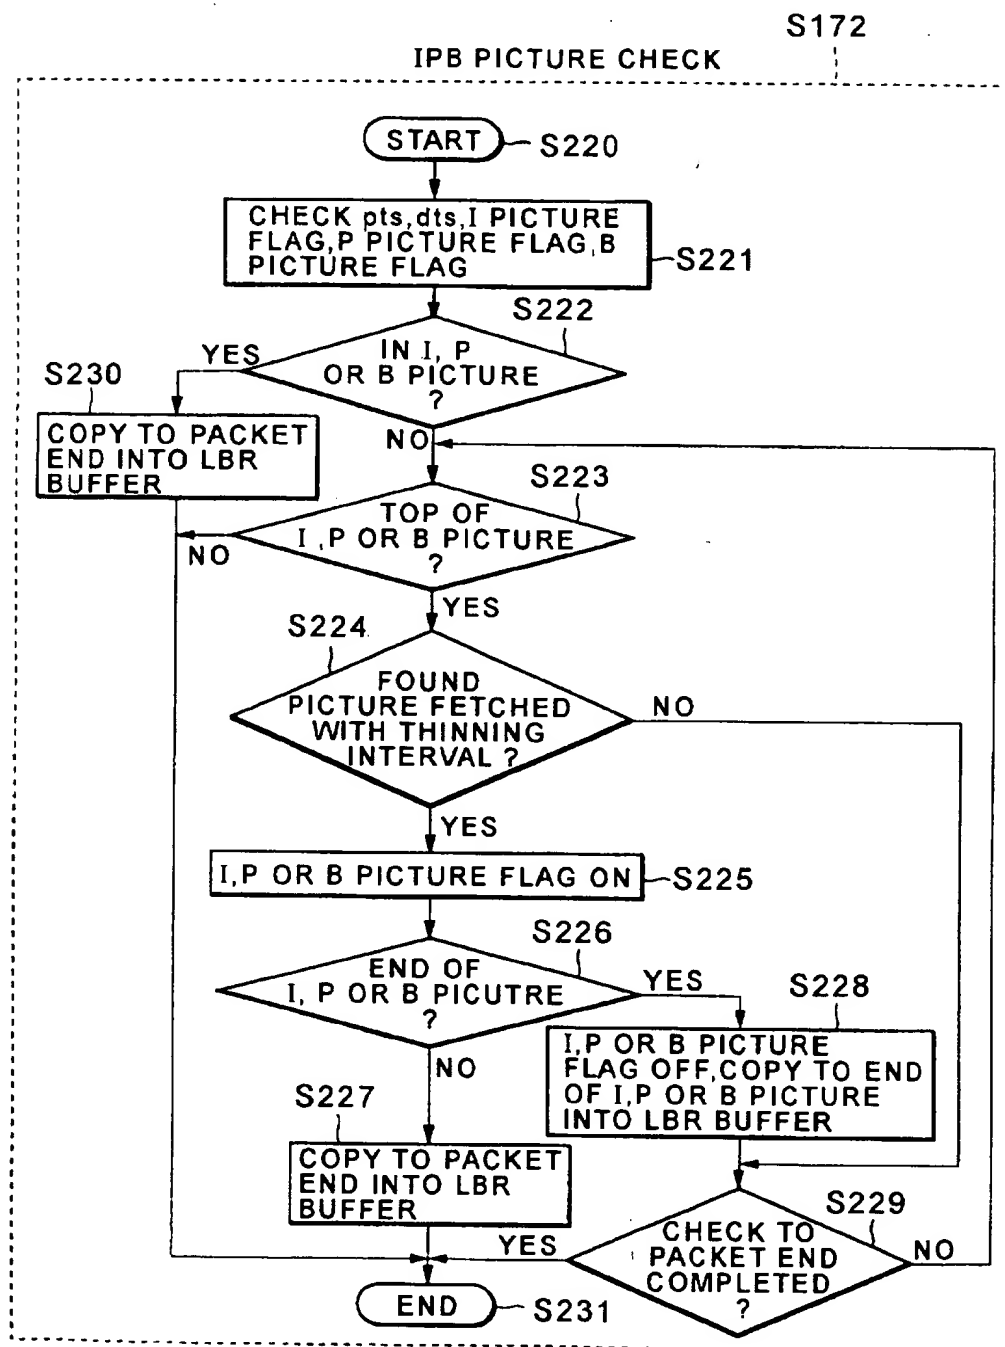 S172
IPB PICTURE CHECK
START
S220
CHECK pts,dts,I PICTURE
FLAG,P PICTURE FLAG,B
PICTURE FLAG
S221
S222
IN I, P
OR B PICTURE
?
YES
S230
COPY TO PACKET
END INTO LBR
BUFFER
NO
S223
TOP OF
I ,P OR B PICTURE
?
NO
YES
S224
FOUND
PICTURE FETCHED
WITH THINNING
INTERVAL ?
NO
YES
I,P OR B PICTURE FLAG ON
S225
S226
END OF
I, P OR B PICUTRE
?
YES
S228
I,P OR B PICTURE
FLAG OFF,COPY TO END
OF I,P OR B PICTURE
INTO LBR BUFFER
NO
S227
COPY TO PACKET
END INTO LBR
BUFFER
S229
CHECK TO
PACKET END
COMPLETED
?
YES
NO
END
S231